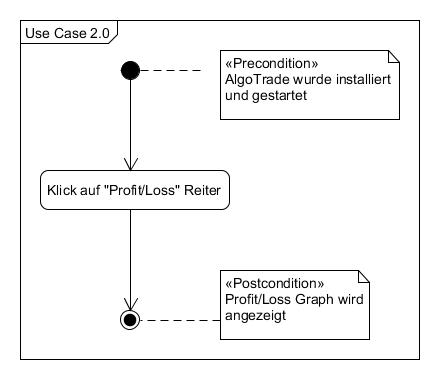 Use Case 2.0
«Precondition»
AlgoTrade wurde installiert
und gestartet
Klick auf "Profit/Loss" Reiter
«Postcondition»
Profit/Loss Graph wird
angezeigt